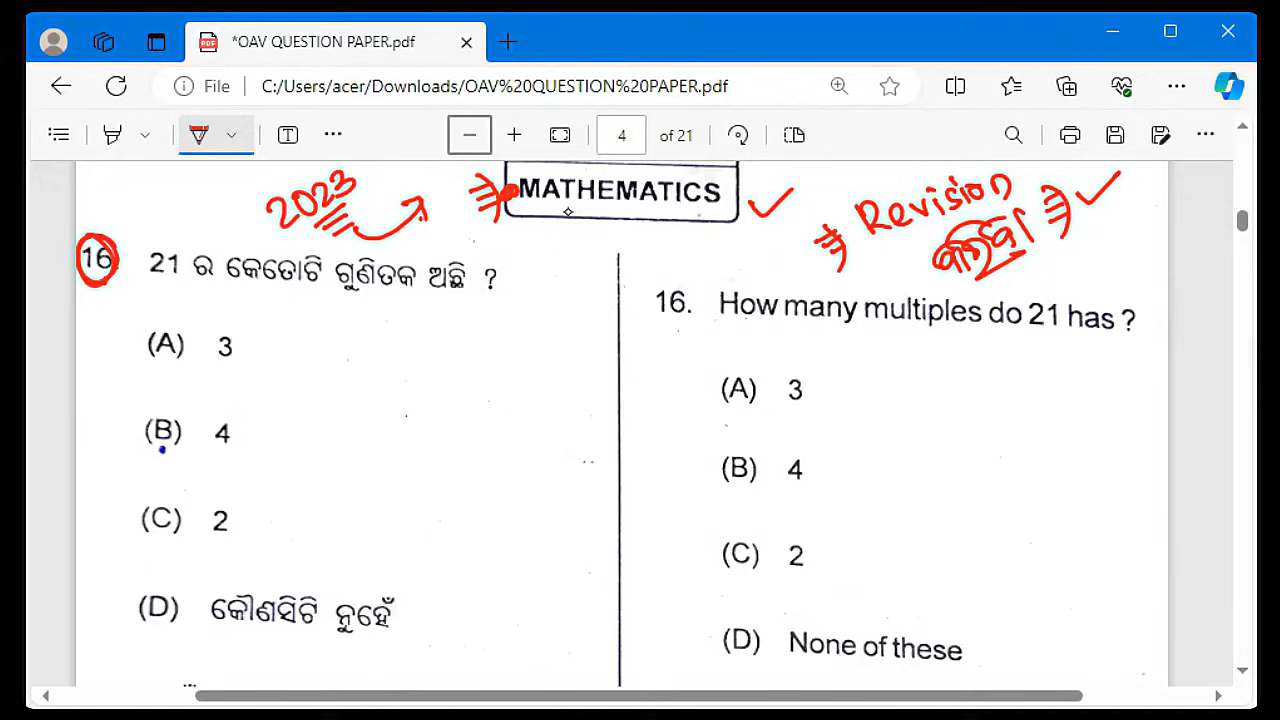 *OAV QUESTION PAPER.pdf
File C:/Users/acer/Downloads/OAV%20QUESTION%20PAPER.pdf
4 of 21
2023
MATHEMATICS
Revision
16 21 ର କେତୋଟି ଗୁଣିତକ ଅଛି ?
(A) 3
(B) 4
(C) 2
(D) କୌଣସିଟି ନୁହେଁ
16. How many multiples do 21 has ?
(A) 3
(B) 4
(C) 2
(D) None of these